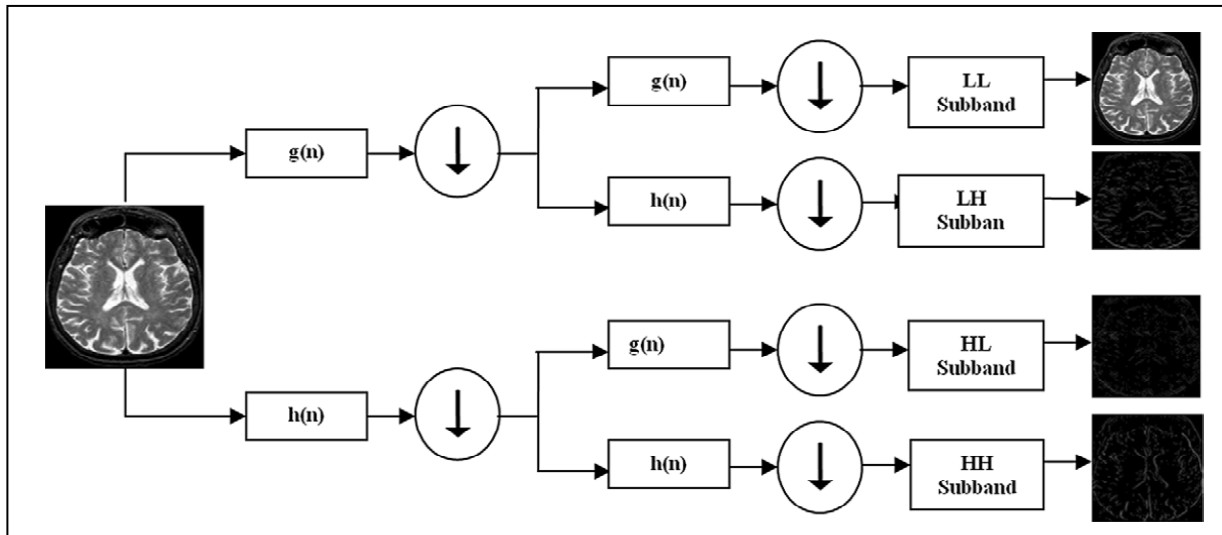 g(n)
LL
Subband
g(n)
h(n)
LH
Subban
g(n)
HL
Subband
h(n)
h(n)
HH
Subband